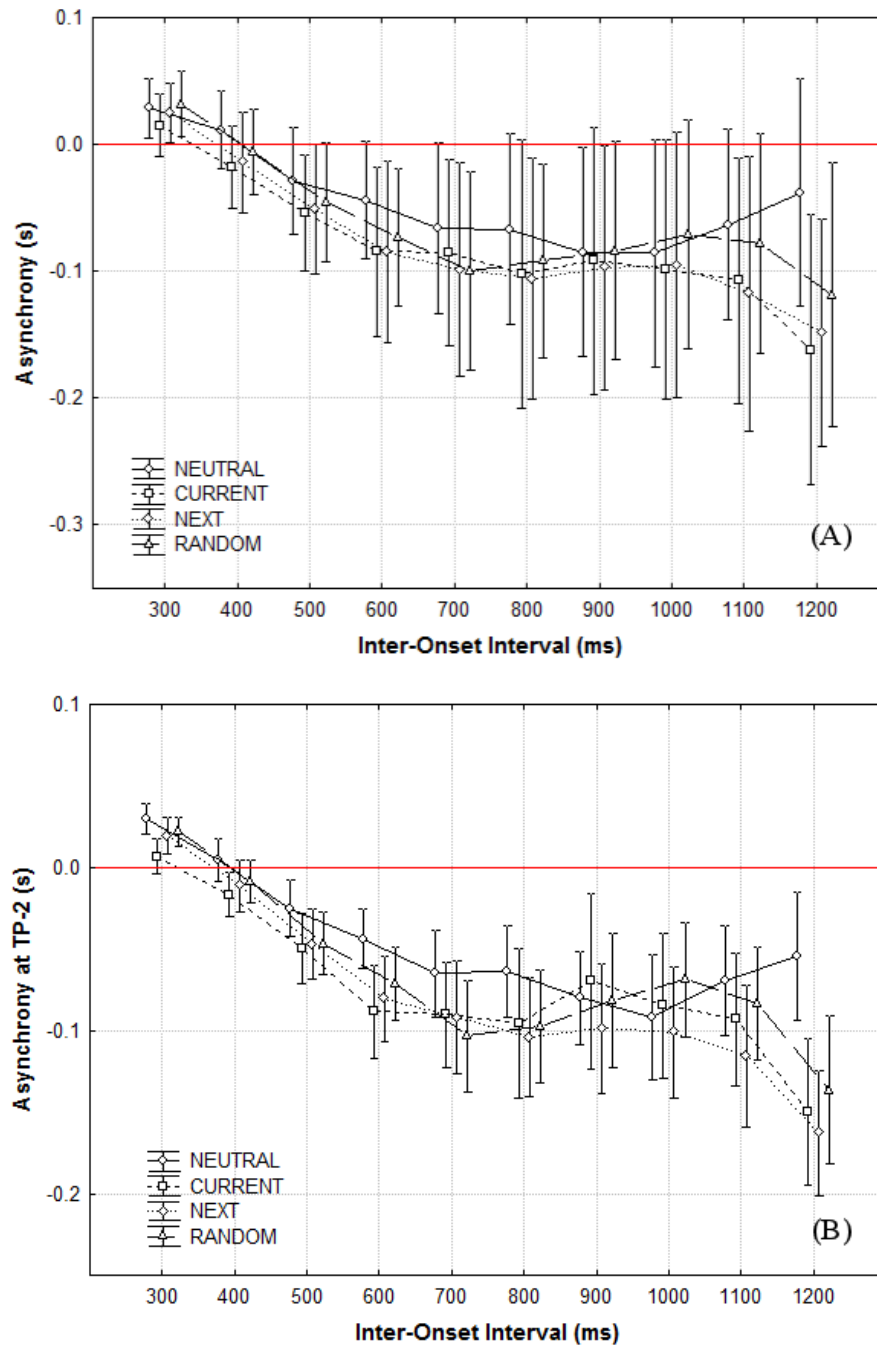 0.1
0.0
-0.1
-0.2
-0.3
Asynchrony (s)
NEUTRAL
CURRENT
NEXT
RANDOM
(A)
300 400 500 600 700 800 900 1000 1100 1200
Inter-Onset Interval (ms)
0.1
0.0
-0.1
-0.2
Asynchrony at TP-2 (s)
NEUTRAL
CURRENT
NEXT
RANDOM
(B)
300 400 500 600 700 800 900 1000 1100 1200
Inter-Onset Interval (ms)